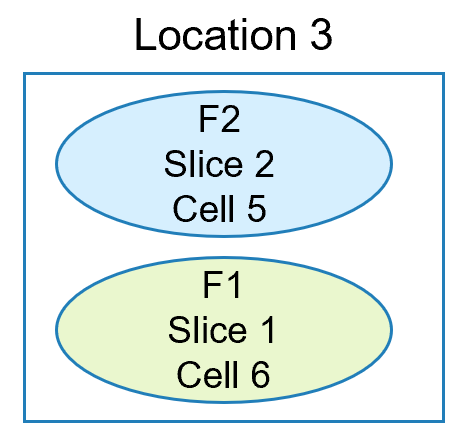 Location 3
F2
Slice 2
Cell 5
F1
Slice 1
Cell 6